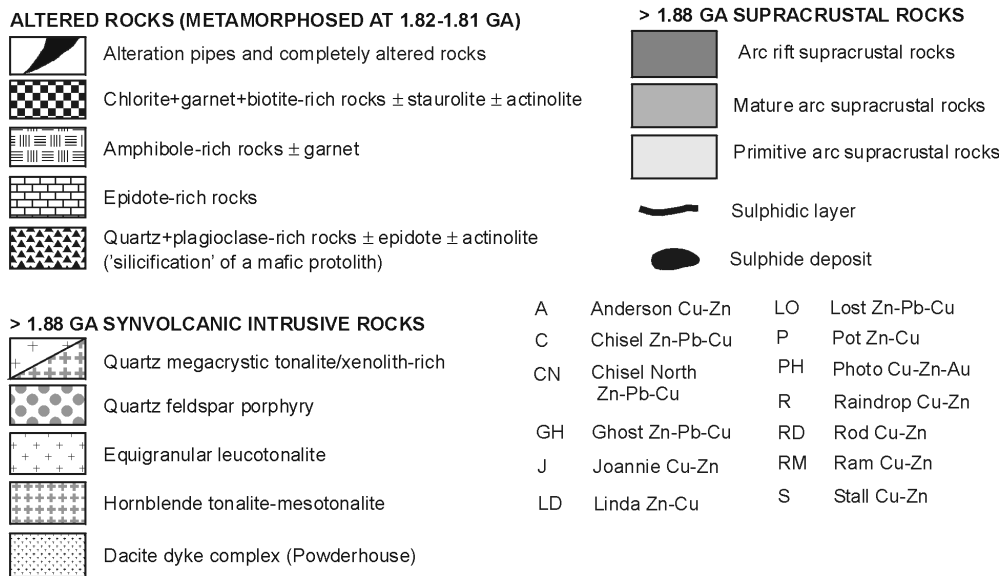 ALTERED ROCKS (METAMORPHOSED AT 1.82-1.81 GA)
Alteration pipes and completely altered rocks
Chlorite+garnet+biotite-rich rocks ± staurolite ± actinolite
Amphibole-rich rocks ± garnet
Epidote-rich rocks
Quartz+plagioclase-rich rocks ± epidote ± actinolite
('silicification' of a mafic protolith)
> 1.88 GA SUPRACRUSTAL ROCKS
Arc rift supracrustal rocks
Mature arc supracrustal rocks
Primitive arc supracrustal rocks
Sulphidic layer
Sulphide deposit
> 1.88 GA SYNVOLCANIC INTRUSIVE ROCKS
Quartz megacrystic tonalite/xenolith-rich
Quartz feldspar porphyry
Equigranular leucotonalite
Hornblende tonalite-mesotonalite
Dacite dyke complex (Powderhouse)
A Anderson Cu-Zn
C Chisel Zn-Pb-Cu
CN Chisel North
Zn-Pb-Cu
GH Ghost Zn-Pb-Cu
J Joannie Cu-Zn
LD Linda Zn-Cu
LO Lost Zn-Pb-Cu
P Pot Zn-Cu
PH Photo Cu-Zn-Au
R Raindrop Cu-Zn
RD Rod Cu-Zn
RM Ram Cu-Zn
S Stall Cu-Zn